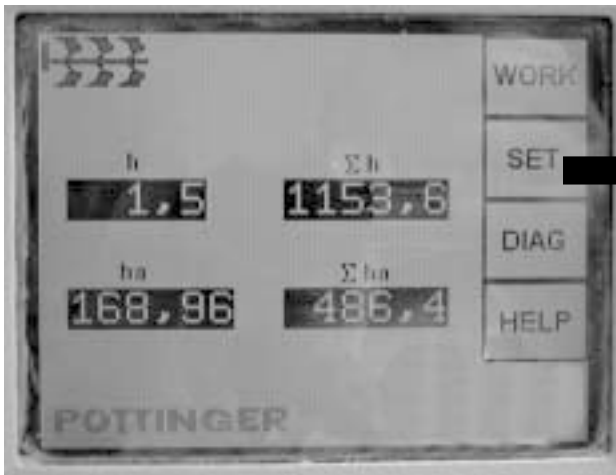 WORK
h Σh SET
1,5 1153,6
DIAG
ha Σha
168,96 486,4 HELP
POTTINGER